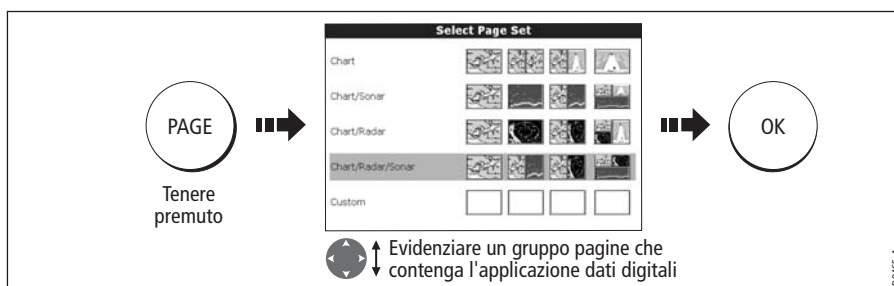 Select Page Set
Chart
Chart/Sonar
Chart/Radar
Chart/Radar/Sonar
Custom
PAGE
Tenere
premuto
OK
Evidenziare un gruppo pagine che
contenga l'applicazione dati digitali